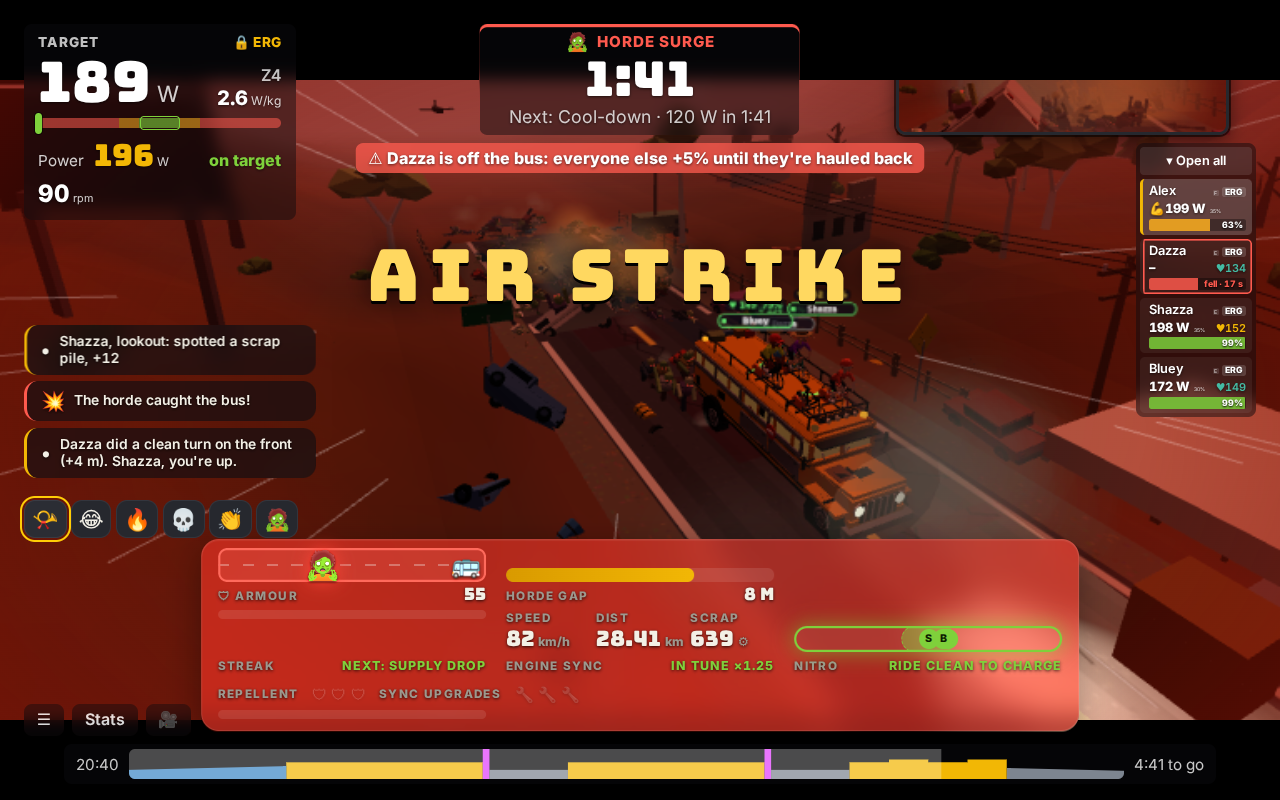 TARGET
🔒 ERG
189 W
Z4
2.6 W/kg
Power 196 W
on target
90 rpm
🧟 HORDE SURGE
1:41
Next: Cool-down · 120 W in 1:41
⚠ Dazza is off the bus: everyone else +5% until they're hauled back
AIR STRIKE
Shazza
Bluey
▾ Open all
Alex
E ERG
💪199 W 35%
63%
Dazza
E ERG
– ♥134
fell · 17 s
Shazza
E ERG
198 W 35% ♥152
99%
Bluey
E ERG
172 W 30% ♥149
99%
Shazza, lookout: spotted a scrap
pile, +12
💥 The horde caught the bus!
Dazza did a clean turn on the front
(+4 m). Shazza, you're up.
ARMOUR 55
HORDE GAP 8 M
SPEED DIST SCRAP
82 km/h 28.41 km 639 ⚙
S B
STREAK NEXT: SUPPLY DROP
ENGINE SYNC IN TUNE ×1.25
NITRO RIDE CLEAN TO CHARGE
REPELLENT SYNC UPGRADES
☰ Stats
20:40
4:41 to go